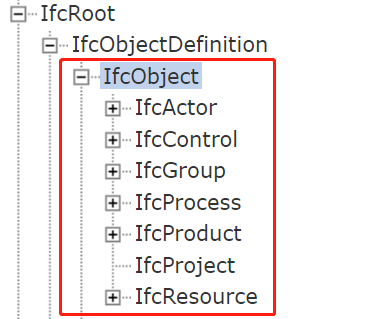 IfcRoot
IfcObjectDefinition
IfcObject
IfcActor
IfcControl
IfcGroup
IfcProcess
IfcProduct
IfcProject
IfcResource